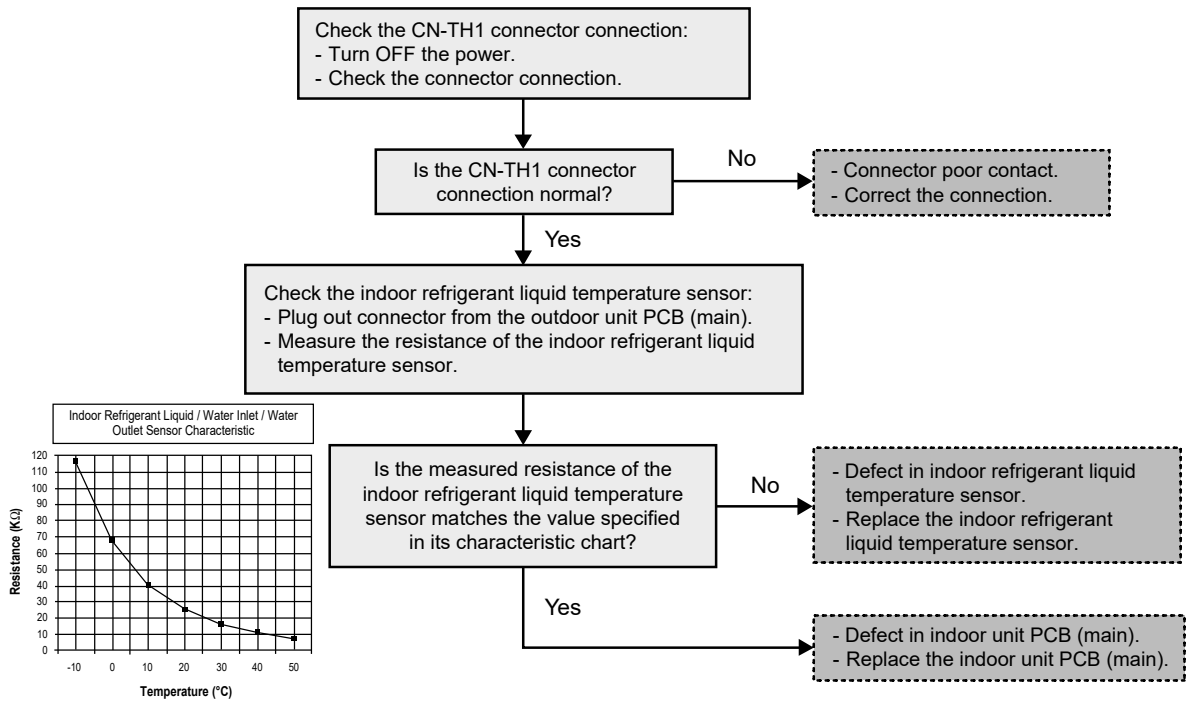 Check the CN-TH1 connector connection:
- Turn OFF the power.
- Check the connector connection.
Is the CN-TH1 connector
connection normal?
No
- Connector poor contact.
- Correct the connection.
Yes
Check the indoor refrigerant liquid temperature sensor:
- Plug out connector from the outdoor unit PCB (main).
- Measure the resistance of the indoor refrigerant liquid
temperature sensor.
Indoor Refrigerant Liquid / Water Inlet / Water
Outlet Sensor Characteristic
Resistance (KΩ)
120
110
100
90
80
70
60
50
40
30
20
10
0
-10 0 10 20 30 40 50
Temperature (°C)
Is the measured resistance of the
indoor refrigerant liquid temperature
sensor matches the value specified
in its characteristic chart?
No
- Defect in indoor refrigerant liquid
temperature sensor.
- Replace the indoor refrigerant
liquid temperature sensor.
Yes
- Defect in indoor unit PCB (main).
- Replace the indoor unit PCB (main).